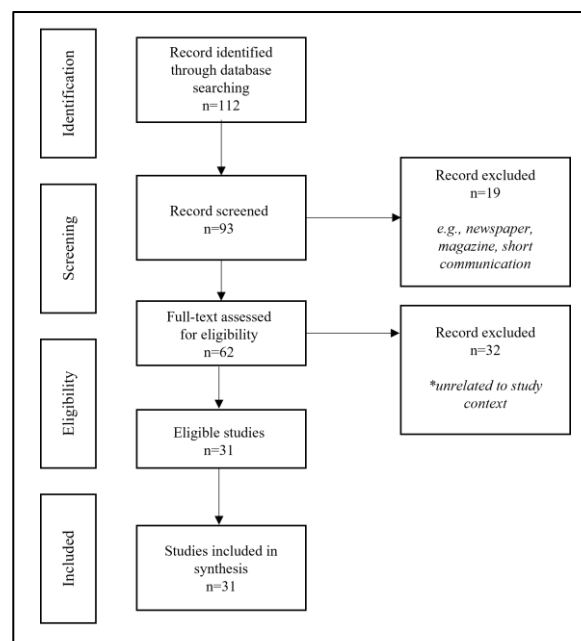 Identification
Record identified
through database
searching
n=112
Screening
Record screened
n=93
Record excluded
n=19
e.g., newspaper,
magazine, short
communication
Eligibility
Full-text assessed
for eligibility
n=62
Record excluded
n=32
*unrelated to study
context
Eligible studies
n=31
Included
Studies included in
synthesis
n=31